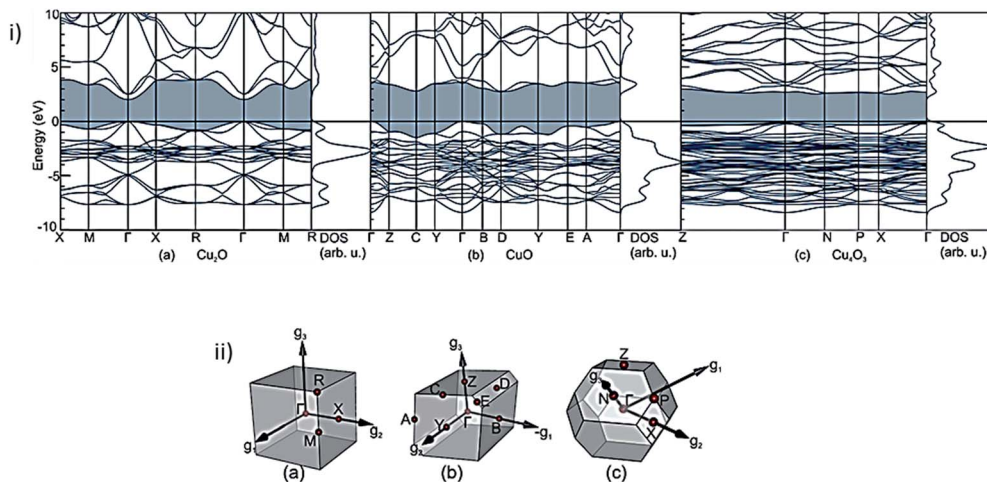 i)
Energy (eV)
10
5
0
-5
-10
X M Γ X R Γ M R DOS
(arb. u.)
(a) Cu₂O
Γ Z C Y Γ B D Y E A Γ DOS
(arb. u.)
(b) CuO
Z Γ N P X Γ DOS
(arb. u.)
(c) Cu₄O₃
ii)
g₃
R
Γ
X
g₁
M
g₂
(a)
g₃
Z
C
D
A
E
Y
Γ
B
g₂
-g₁
(b)
Z
g₁
g₃
N
Γ
P
X
g₂
(c)